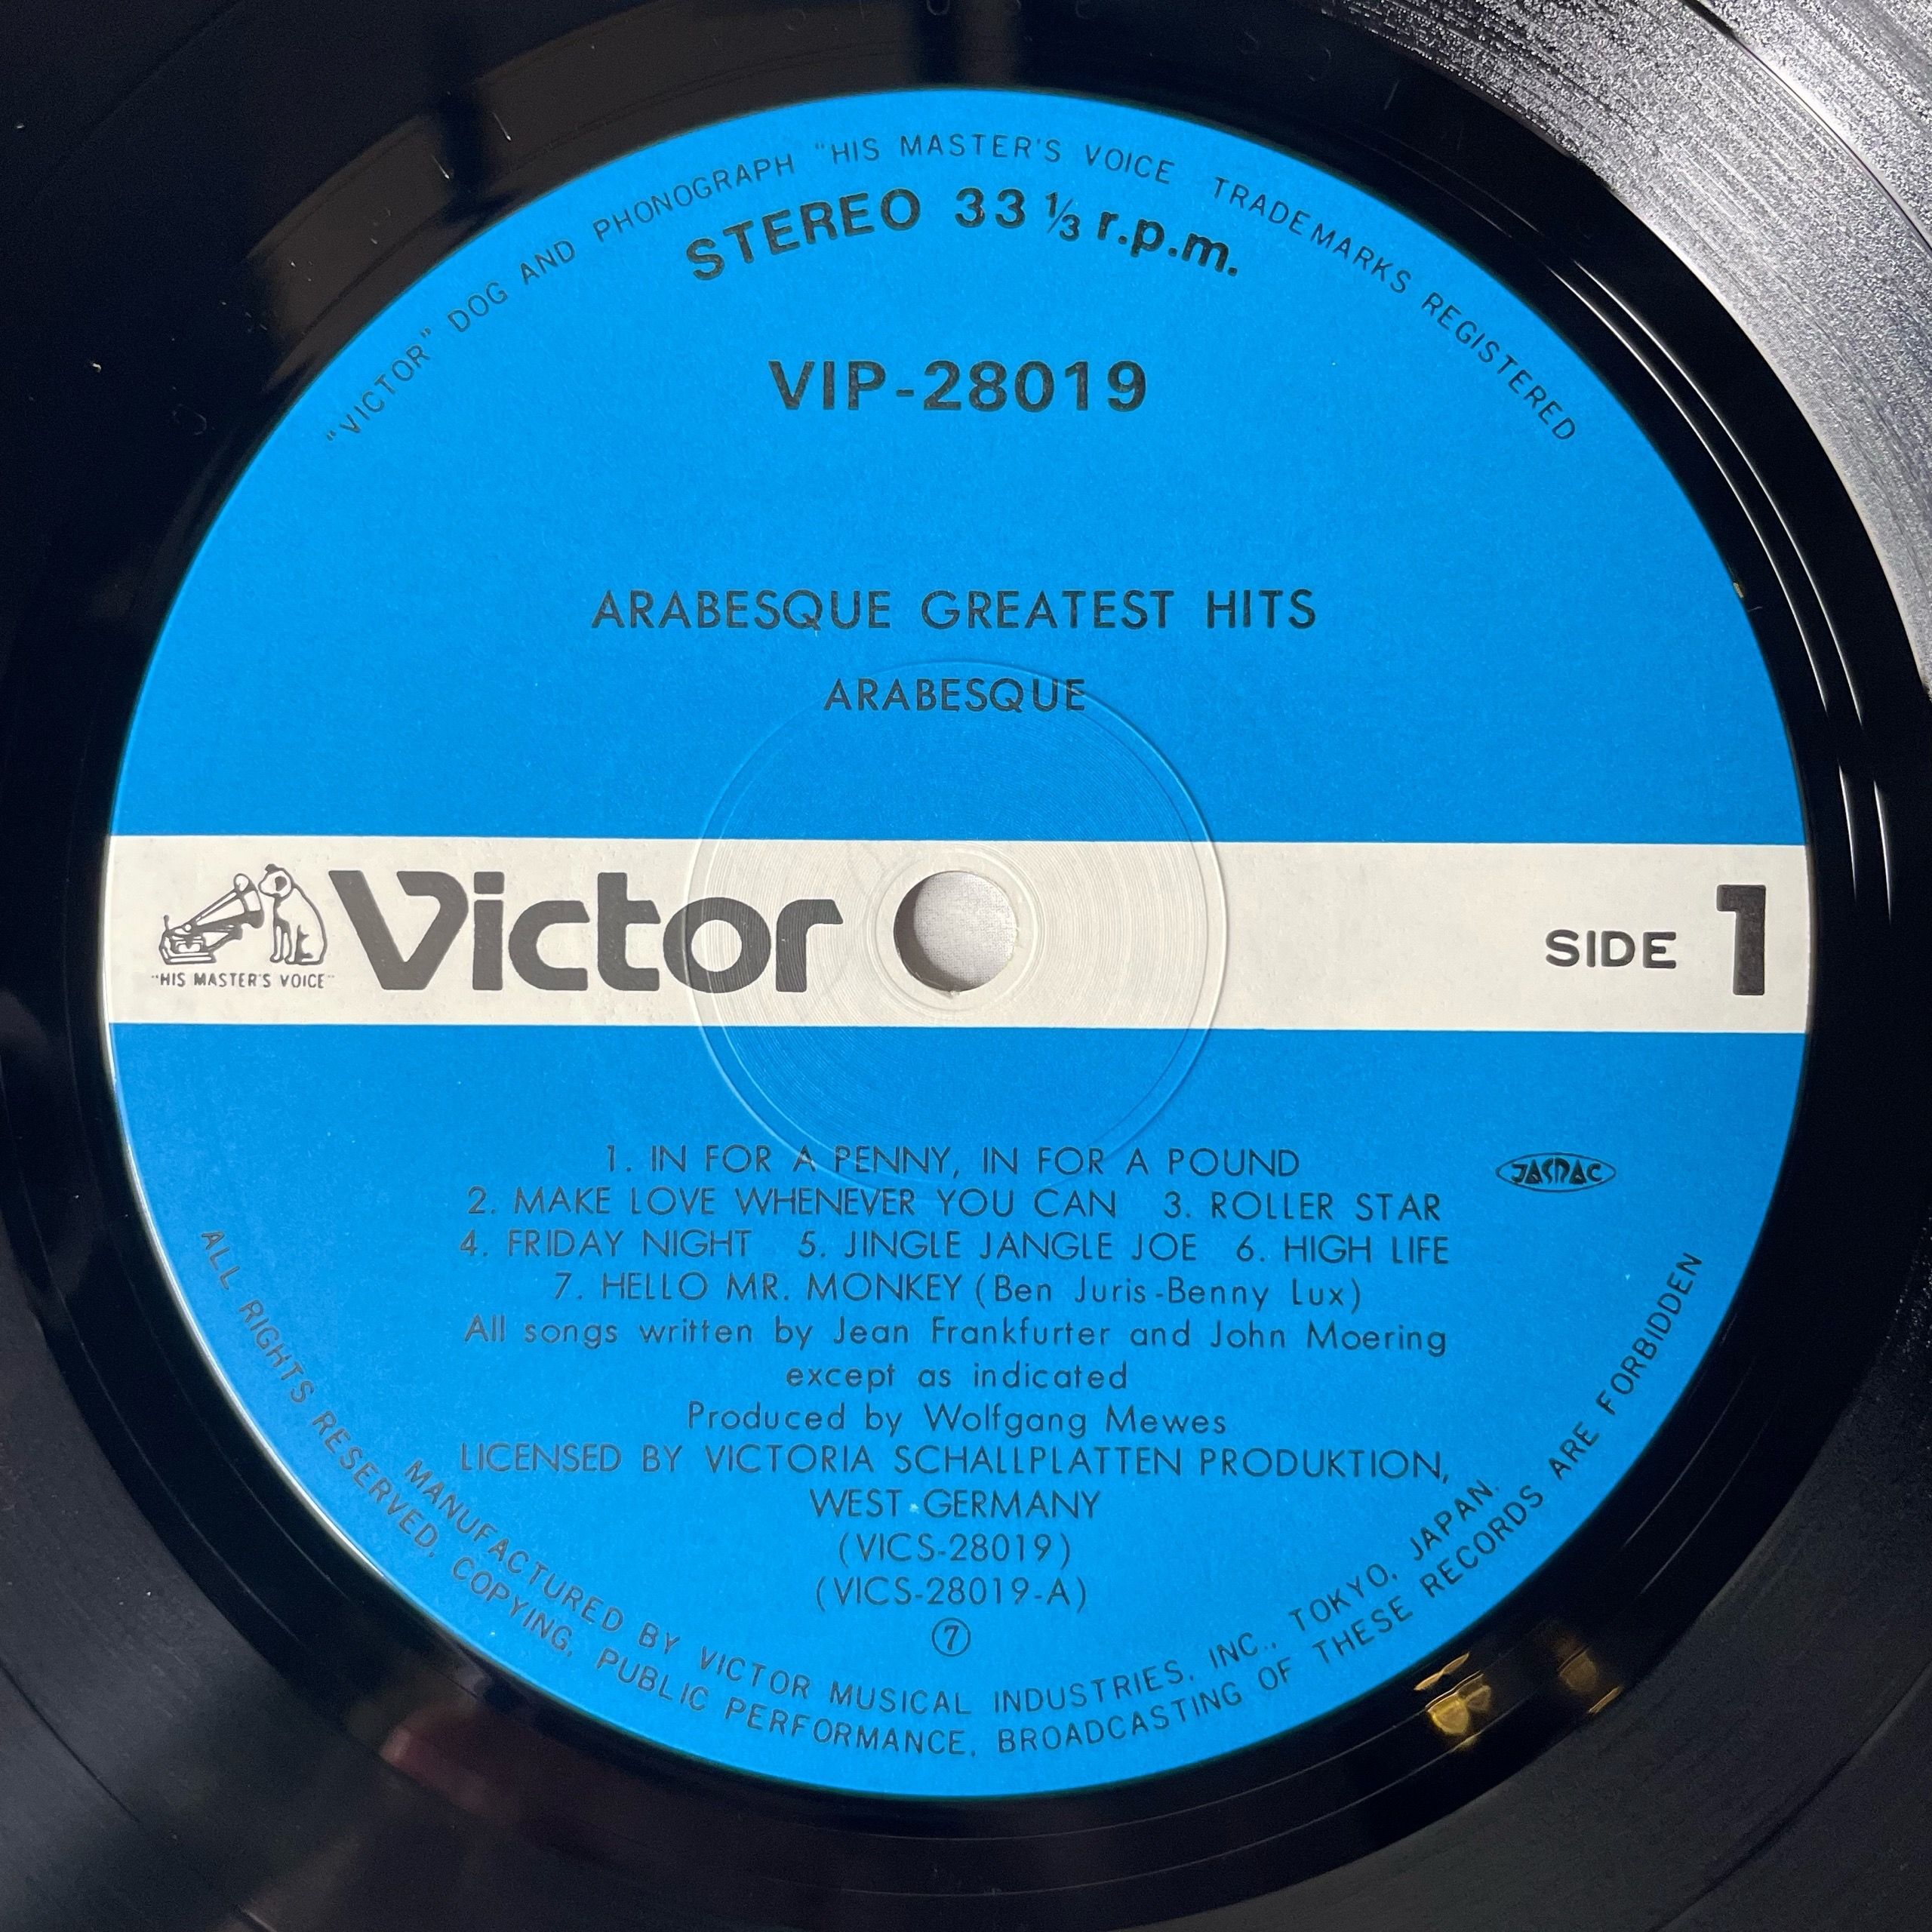 "VICTOR" DOG AND PHONOGRAPH "HIS MASTER'S VOICE TRADEMARKS REGISTERED
STEREO 33 ⅓ r.p.m.
VIP-28019
ARABESQUE GREATEST HITS
ARABESQUE
"HIS MASTER'S VOICE"
Victor
SIDE 1
1. IN FOR A PENNY, IN FOR A POUND
JASRAC
2. MAKE LOVE WHENEVER YOU CAN 3. ROLLER STAR
4. FRIDAY NIGHT 5. JINGLE JANGLE JOE 6. HIGH LIFE
7. HELLO MR. MONKEY (Ben Juris-Benny Lux)
All songs written by Jean Frankfurter and John Moering
except as indicated
Produced by Wolfgang Mewes
LICENSED BY VICTORIA SCHALLPLATTEN PRODUKTION,
WEST GERMANY
(VICS-28019)
(VICS-28019-A)
⑦
MANUFACTURED BY VICTOR MUSICAL INDUSTRIES, INC., TOKYO, JAPAN.
ALL RIGHTS RESERVED, COPYING, PUBLIC PERFORMANCE, BROADCASTING OF THESE RECORDS ARE FORBIDDEN